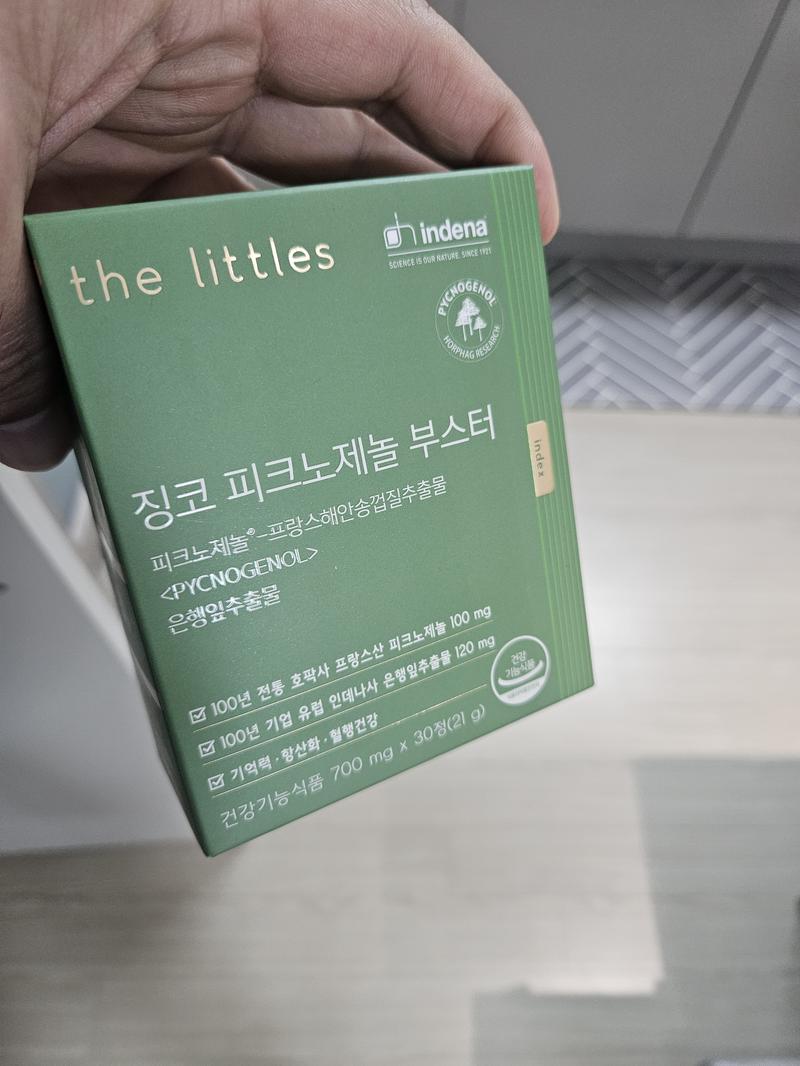 the littles
indena
SCIENCE IS OUR NATURE. SINCE 1921
PYCNOGENOL
HORPHAG RESEARCH
징코 피크노제놀 부스터
피크노제놀®-프랑스해안송껍질추출물
<PYCNOGENOL>
은행잎추출물
index
☑ 100년 전통 호팍사 프랑스산 피크노제놀 100 mg
☑ 100년 기업 유럽 인데나사 은행잎추출물 120 mg
☑ 기억력·항산화·혈행건강
건강
기능식품
건강기능식품 700 mg x 30정(21 g)